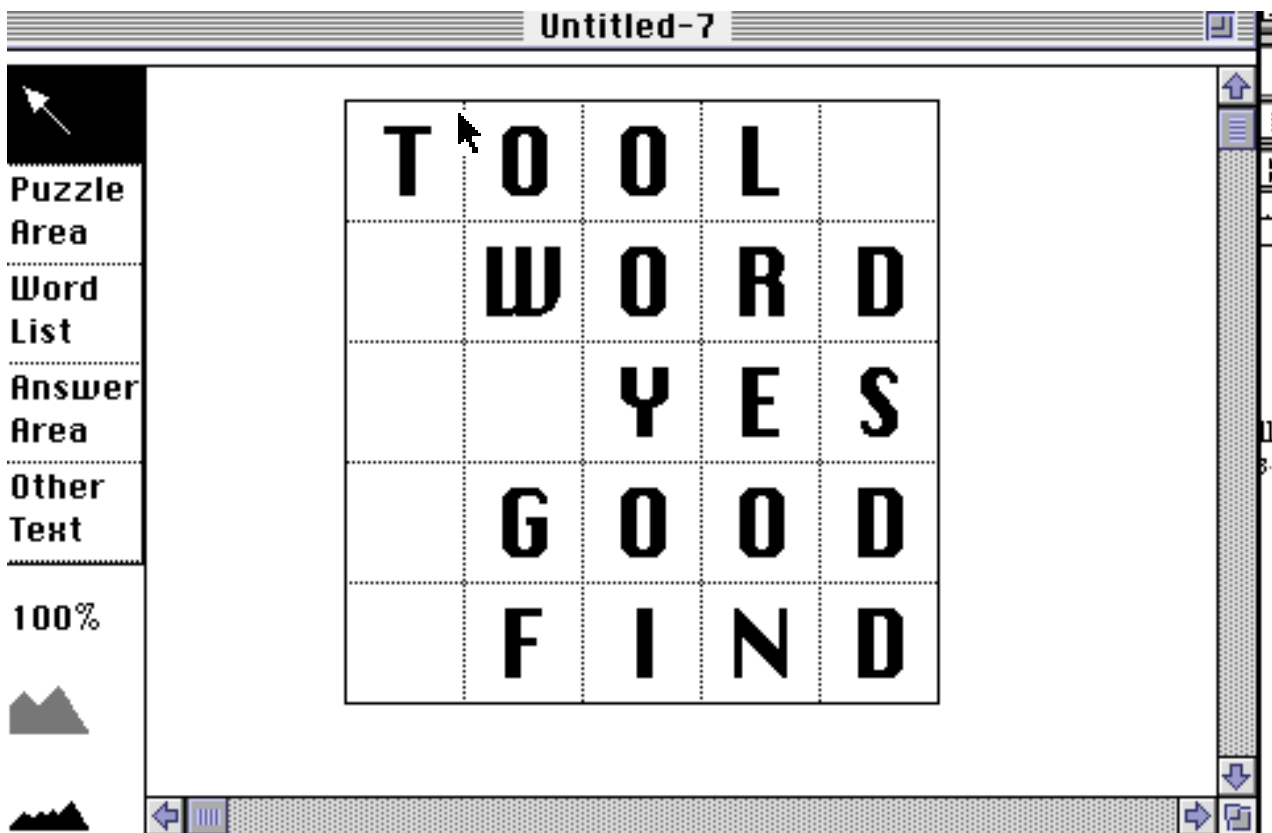 Untitled-7
Puzzle
Area
Word
List
Answer
Area
Other
Text
100%
T O O L
W O R D
Y E S
G O O D
F I N D